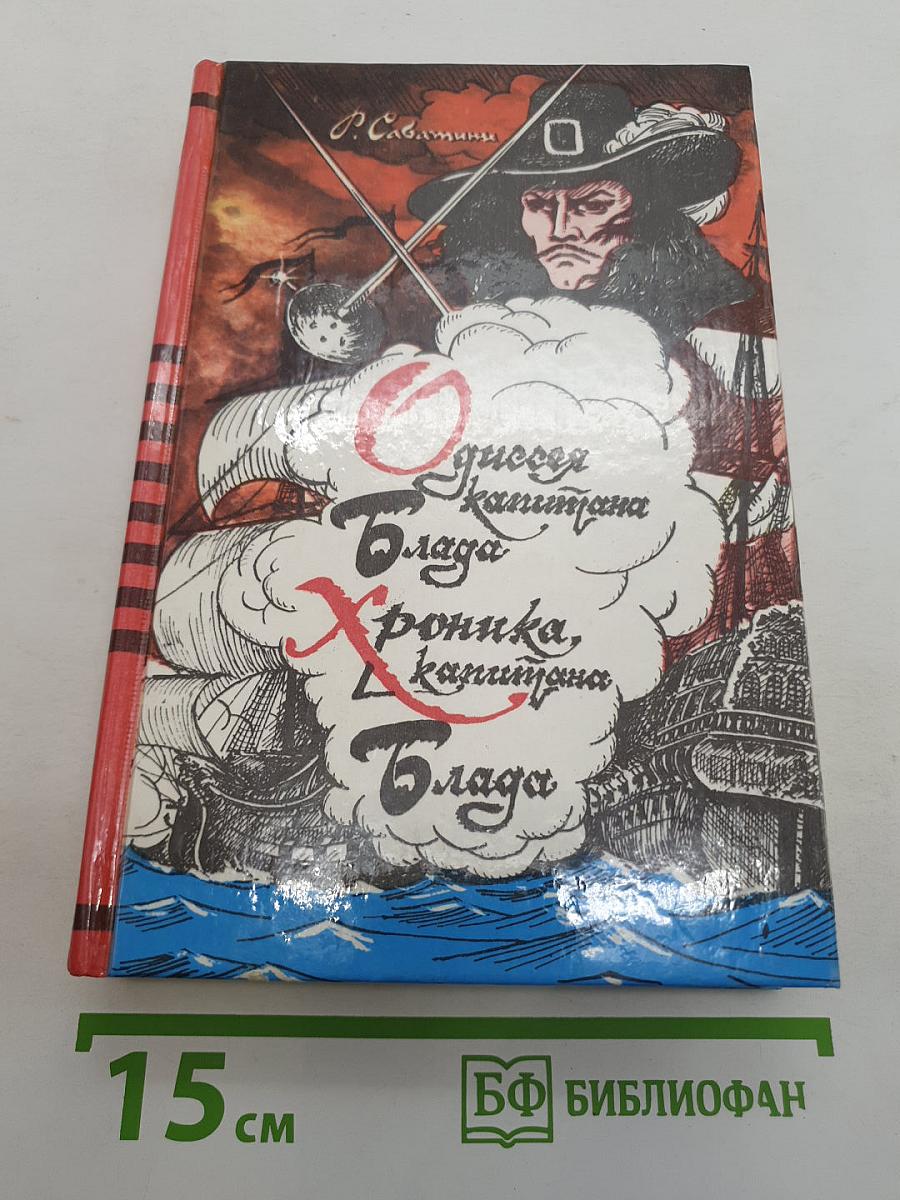 Р. Сабатини
Одиссея
капитана
Блада
Хроника
капитана
Блада
15 см
БФ БИБЛИОФАН